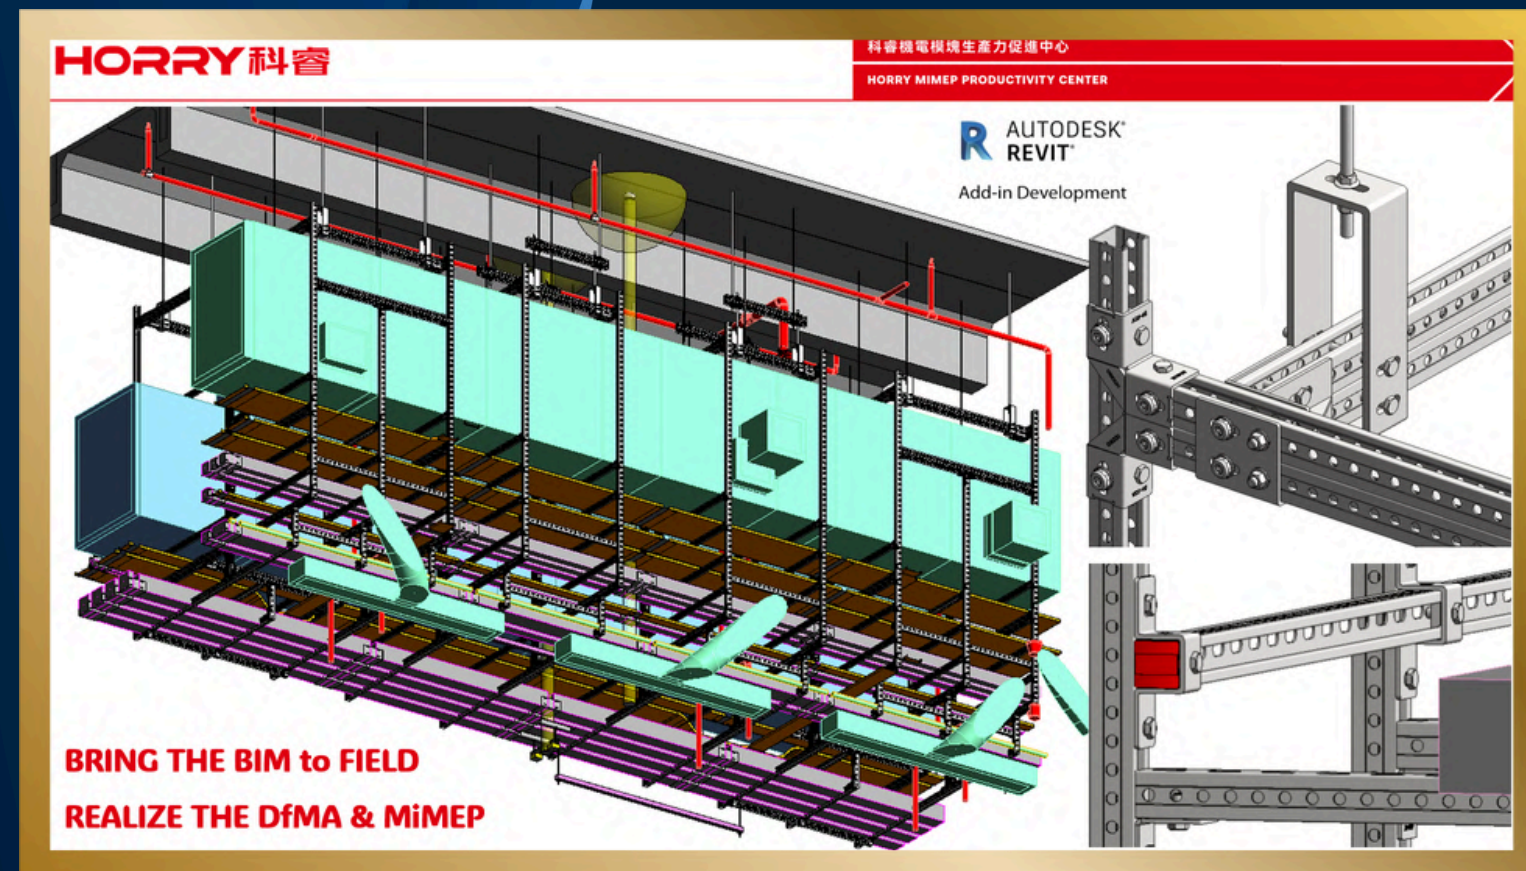 HORRY科睿
科睿機電模塊生產力促進中心
HORRY MIMEP PRODUCTIVITY CENTER
AUTODESK®
REVIT®
Add-in Development
BRING THE BIM to FIELD
REALIZE THE DfMA & MiMEP